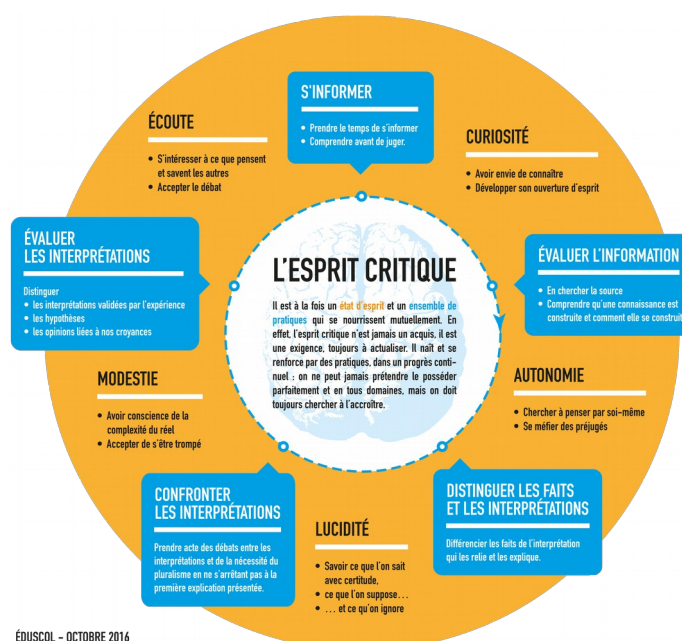 S'INFORMER
• Prendre le temps de s'informer
• Comprendre avant de juger.
CURIOSITÉ
• Avoir envie de connaître
• Développer son ouverture d'esprit
ÉVALUER L'INFORMATION
• En chercher la source
• Comprendre qu'une connaissance est
construite et comment elle se construit
AUTONOMIE
• Chercher à penser par soi-même
• Se méfier des préjugés
DISTINGUER LES FAITS
ET LES INTERPRÉTATIONS
Différencier les faits de l'interprétation
qui les relie et les explique.
LUCIDITÉ
• Savoir ce que l'on sait
avec certitude,
• ce que l'on suppose…
• … et ce qu'on ignore
CONFRONTER
LES INTERPRÉTATIONS
Prendre acte des débats entre les
interprétations et de la nécessité du
pluralisme en ne s'arrêtant pas à la
première explication présentée.
MODESTIE
• Avoir conscience de la
complexité du réel
• Accepter de s'être trompé
ÉVALUER
LES INTERPRÉTATIONS
Distinguer
• les interprétations validées par l'expérience
• les hypothèses
• les opinions liées à nos croyances
ÉCOUTE
• S'intéresser à ce que pensent
et savent les autres
• Accepter le débat
L'ESPRIT CRITIQUE
Il est à la fois un état d'esprit et un ensemble de
pratiques qui se nourrissent mutuellement. En
effet, l'esprit critique n'est jamais un acquis, il est
une exigence, toujours à actualiser. Il naît et se
renforce par des pratiques, dans un progrès conti-
nuel : on ne peut jamais prétendre le posséder
parfaitement et en tous domaines, mais on doit
toujours chercher à l'accroître.
ÉDUSCOL - OCTOBRE 2016